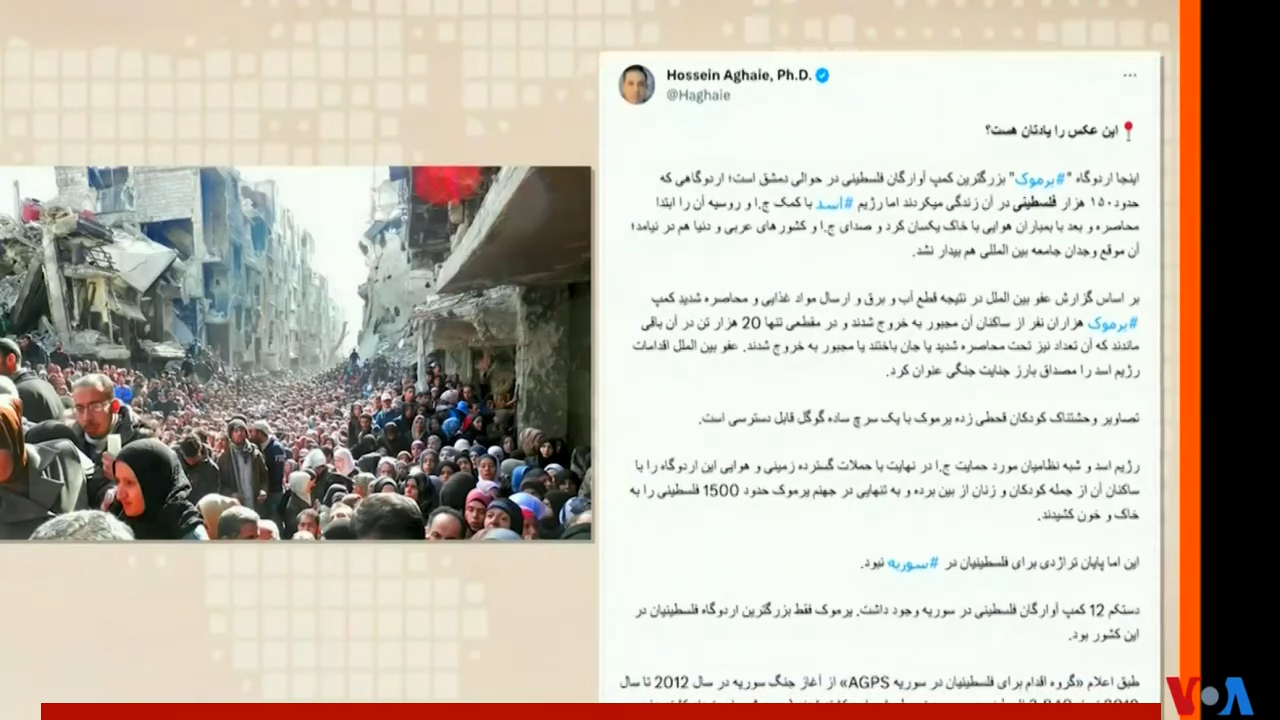 Hossein Aghaie, Ph.D.
@Haghaie
این عکس را یادتان هست؟
اینجا اردوگاه "#یرموک" بزرگترین کمپ آوارگان فلسطینی در حوالی دمشق است؛ اردوگاهی که
حدود۱۵۰ هزار فلسطینی در آن زندگی میکردند اما رژیم #اسد با کمک ج.ا و روسیه آن را ابتدا
محاصره و بعد با بمباران هوایی با خاک یکسان کرد و صدای ج.ا و کشورهای عربی و دنیا هم در نیامد؛
آن موقع وجدان جامعه بین المللی هم بیدار نشد.
بر اساس گزارش عفو بین الملل در نتیجه قطع آب و برق و ارسال مواد غذایی و محاصره شدید کمپ
#یرموک هزاران نفر از ساکنان آن مجبور به خروج شدند و در مقطعی تنها 20 هزار تن در آن باقی
ماندند که آن تعداد نیز تحت محاصره شدید یا جان باختند یا مجبور به خروج شدند. عفو بین الملل اقدامات
رژیم اسد را مصداق بارز جنایت جنگی عنوان کرد.
تصاویر وحشتناک کودکان قحطی زده یرموک با یک سرچ ساده گوگل قابل دسترسی است.
رژیم اسد و شبه نظامیان مورد حمایت ج.ا در نهایت با حملات گسترده زمینی و هوایی این اردوگاه را با
ساکنان آن از جمله کودکان و زنان از بین برده و به تنهایی در جهنم یرموک حدود 1500 فلسطینی را به
خاک و خون کشیدند.
این اما پایان تراژدی برای فلسطینیان در #سوریه نبود.
دستکم 12 کمپ آوارگان فلسطینی در سوریه وجود داشت. یرموک فقط بزرگترین اردوگاه فلسطینیان در
این کشور بود.
طبق اعلام «گروه اقدام برای فلسطینیان در سوریه AGPS» از آغاز جنگ سوریه در سال 2012 تا سال
VOA